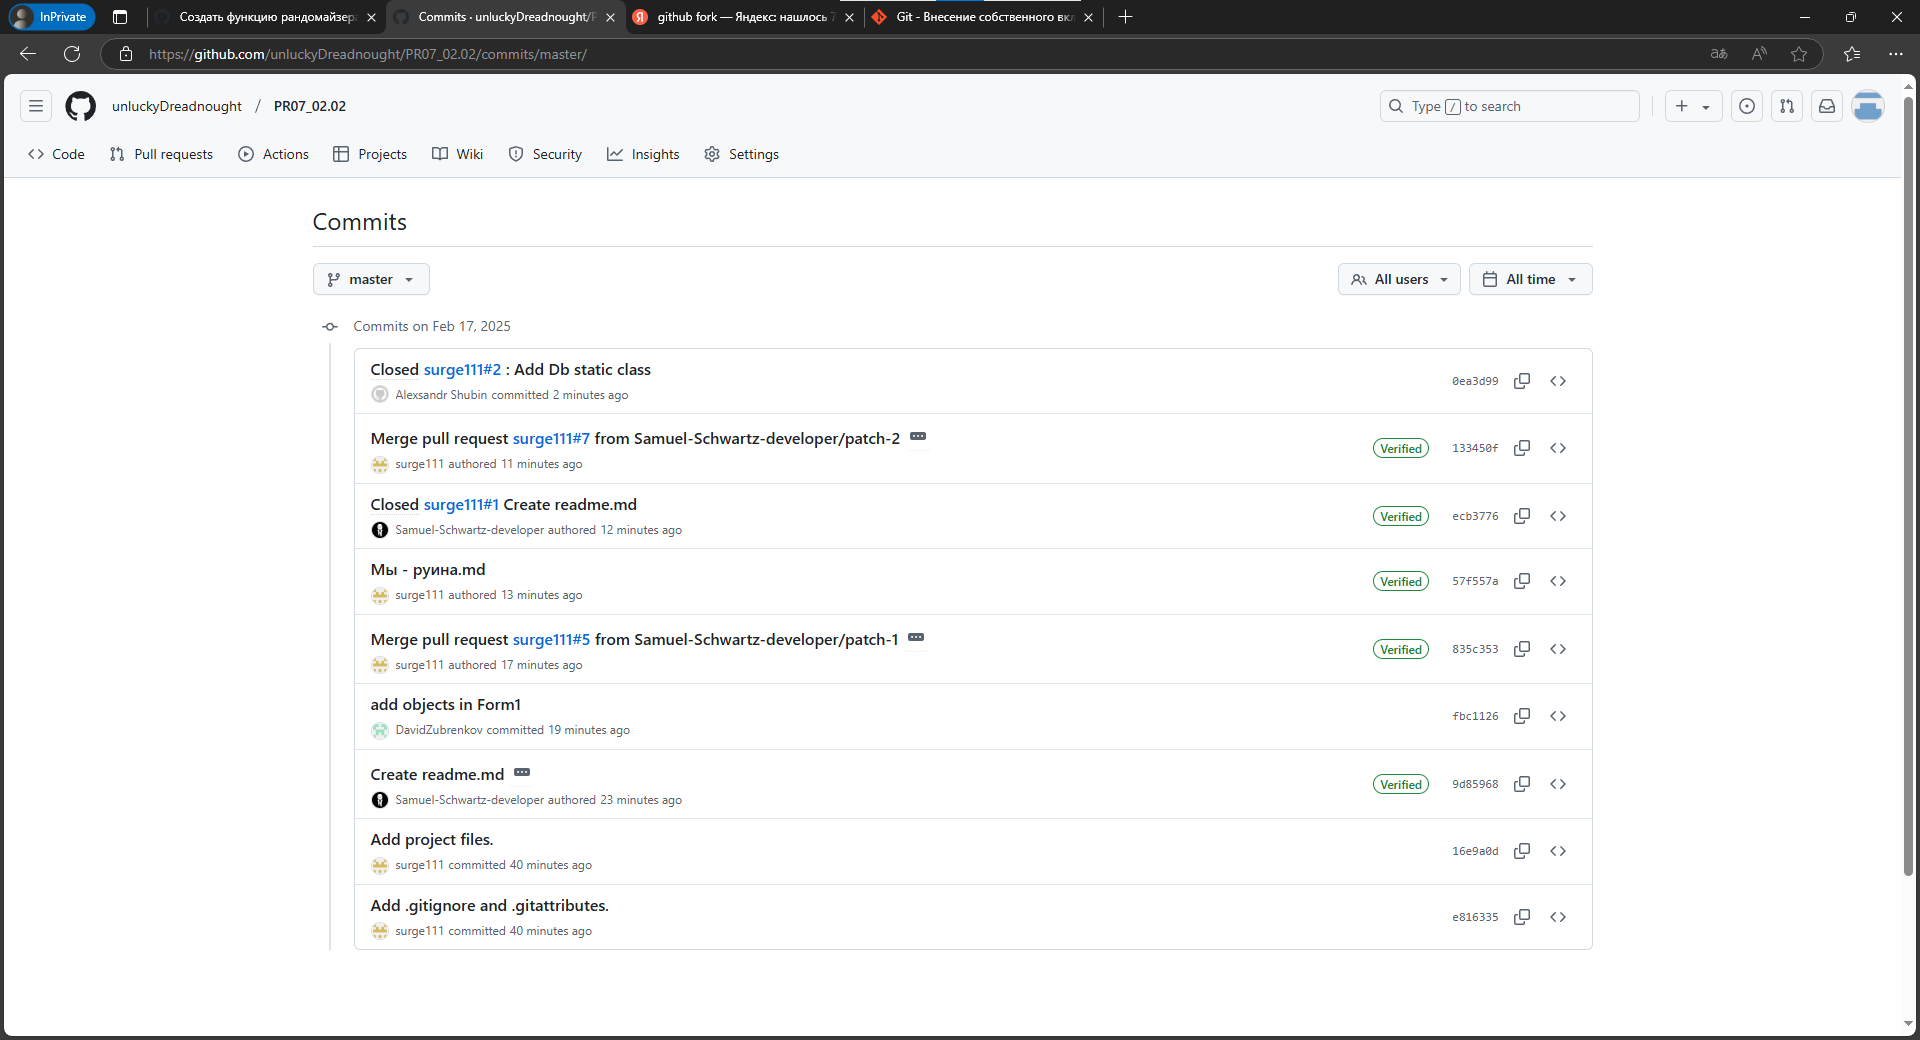 InPrivate
Создать функцию рандомайзера
Commits · unluckyDreadnought/P
github fork — Яндекс: нашлось 7
Git - Внесение собственного вкл
https://github.com/unluckyDreadnought/PR07_02.02/commits/master/
unluckyDreadnought / PR07_02.02
Type / to search
Code
Pull requests
Actions
Projects
Wiki
Security
Insights
Settings
Commits
master
All users
All time
Commits on Feb 17, 2025
Closed surge111#2 : Add Db static class
Alexsandr Shubin committed 2 minutes ago
0ea3d99
Merge pull request surge111#7 from Samuel-Schwartz-developer/patch-2
surge111 authored 11 minutes ago
Verified
133450f
Closed surge111#1 Create readme.md
Samuel-Schwartz-developer authored 12 minutes ago
Verified
ecb3776
Мы - руина.md
surge111 authored 13 minutes ago
Verified
57f557a
Merge pull request surge111#5 from Samuel-Schwartz-developer/patch-1
surge111 authored 17 minutes ago
Verified
835c353
add objects in Form1
DavidZubrenkov committed 19 minutes ago
fbc1126
Create readme.md
Samuel-Schwartz-developer authored 23 minutes ago
Verified
9d85968
Add project files.
surge111 committed 40 minutes ago
16e9a0d
Add .gitignore and .gitattributes.
surge111 committed 40 minutes ago
e816335